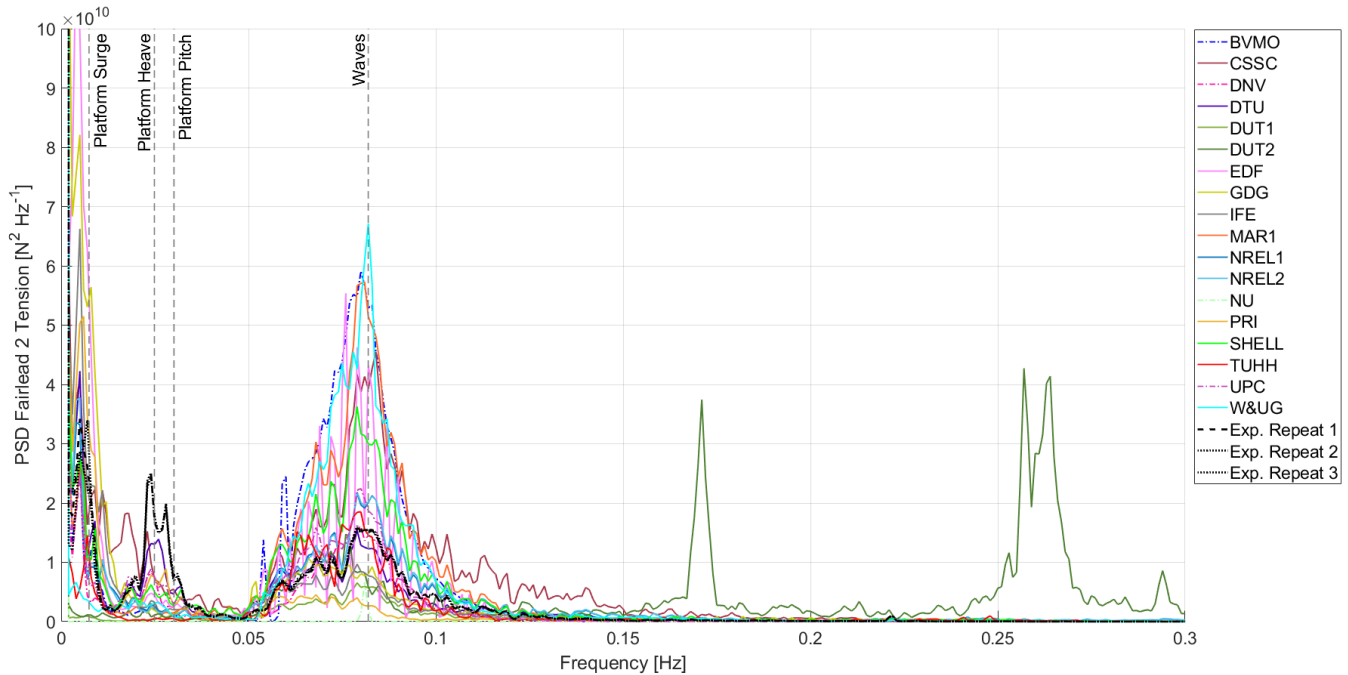 ×10^10
10
9
8
7
6
5
4
3
2
1
0
PSD Fairlead 2 Tension [N^2 Hz^-1]
Platform Surge
Platform Heave
Platform Pitch
Waves
0
0.05
0.1
0.15
0.2
0.25
0.3
Frequency [Hz]
BVMO
CSSC
DNV
DTU
DUT1
DUT2
EDF
GDG
IFE
MAR1
NREL1
NREL2
NU
PRI
SHELL
TUHH
UPC
W&UG
Exp. Repeat 1
Exp. Repeat 2
Exp. Repeat 3